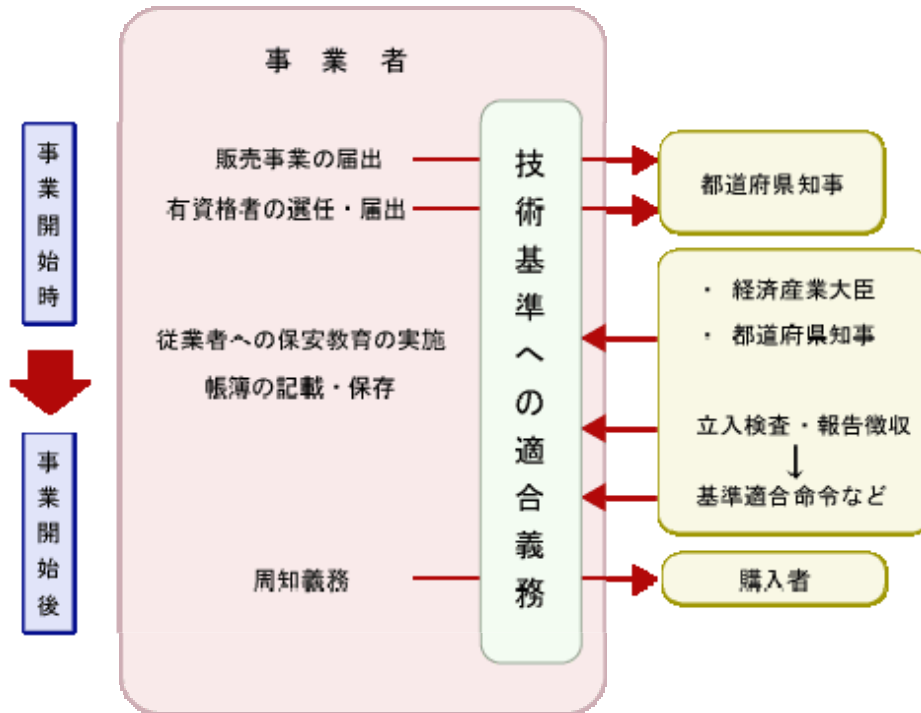 事業者
事業開始時
販売事業の届出
有資格者の選任・届出
都道府県知事
技術基準への適合義務
・ 経済産業大臣
・ 都道府県知事
従業者への保安教育の実施
帳簿の記載・保存
立入検査・報告徴収
↓
基準適合命令など
事業開始後
周知義務
購入者